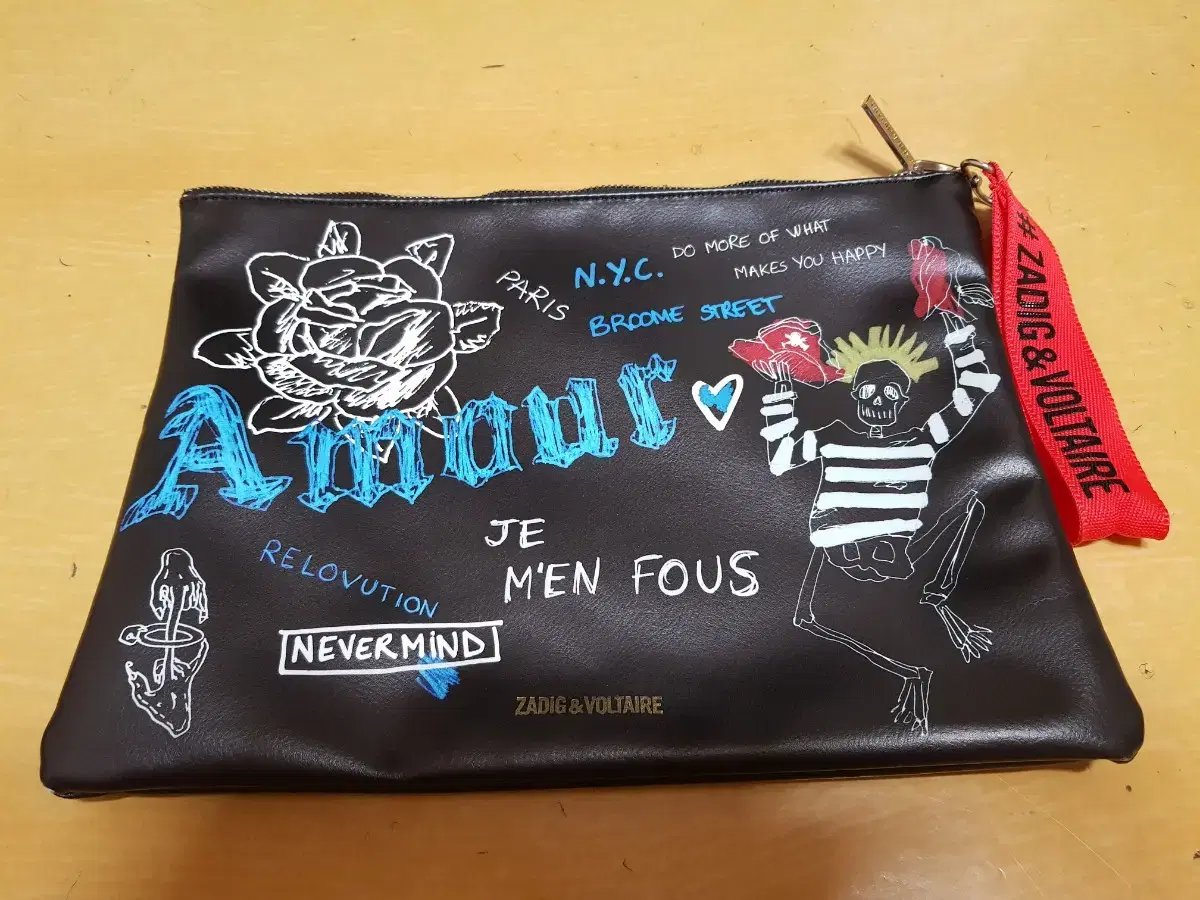 PARIS
N.Y.C.
DO MORE OF WHAT
MAKES YOU HAPPY
BROOME STREET
Amour
JE
M'EN FOUS
RELOVUTION
NEVERMIND
ZADIG&VOLTAIRE
# ZADIG&VOLTAIRE